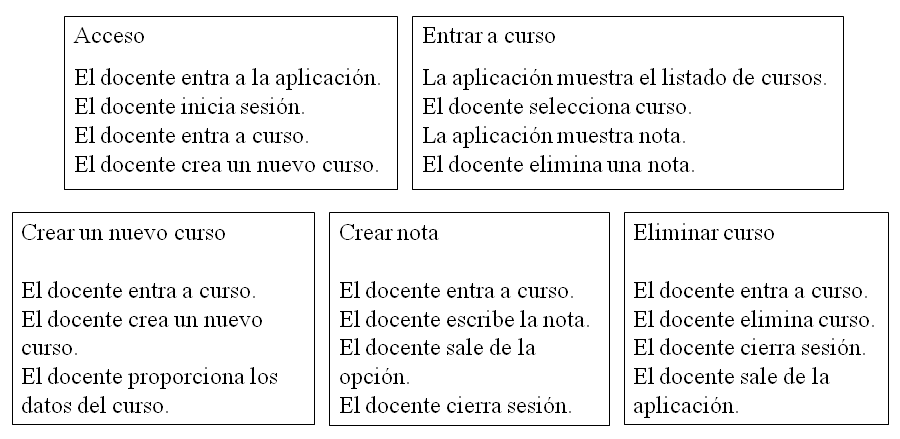 Acceso
El docente entra a la aplicación.
El docente inicia sesión.
El docente entra a curso.
El docente crea un nuevo curso.
Entrar a curso
La aplicación muestra el listado de cursos.
El docente selecciona curso.
La aplicación muestra nota.
El docente elimina una nota.
Crear un nuevo curso
El docente entra a curso.
El docente crea un nuevo
curso.
El docente proporciona los
datos del curso.
Crear nota
El docente entra a curso.
El docente escribe la nota.
El docente sale de la
opción.
El docente cierra sesión.
Eliminar curso
El docente entra a curso.
El docente elimina curso.
El docente cierra sesión.
El docente sale de la
aplicación.